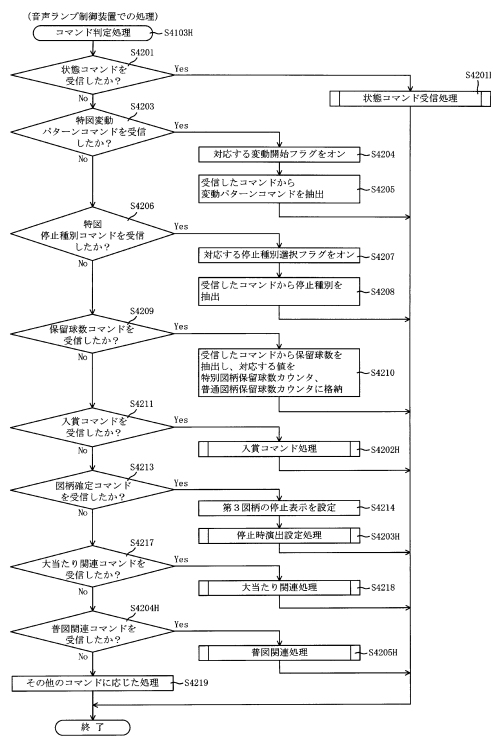 (音声ランプ制御装置での処理)
コマンド判定処理
S4103H
S4201
状態コマンドを
受信したか?
Yes
No
S4201H
状態コマンド受信処理
S4203
特図変動
パターンコマンドを受信
したか?
Yes
No
対応する変動開始フラグをオン
S4204
受信したコマンドから
変動パターンコマンドを抽出
S4205
S4206
特図
停止種別コマンドを受信
したか?
Yes
No
対応する停止種別選択フラグをオン
S4207
受信したコマンドから停止種別を
抽出
S4208
S4209
保留球数コマンドを
受信したか?
Yes
No
受信したコマンドから保留球数を
抽出し、対応する値を
特別図柄保留球数カウンタ、
普通図柄保留球数カウンタに格納
S4210
S4211
入賞コマンドを
受信したか?
Yes
No
入賞コマンド処理
S4202H
S4213
図柄確定コマンド
を受信したか?
Yes
No
第3図柄の停止表示を設定
S4214
停止時演出設定処理
S4203H
S4217
大当たり関連コマンドを
受信したか?
Yes
No
大当たり関連処理
S4218
S4204H
普図関連コマンドを
受信したか?
Yes
No
普図関連処理
S4205H
その他のコマンドに応じた処理
S4219
終了